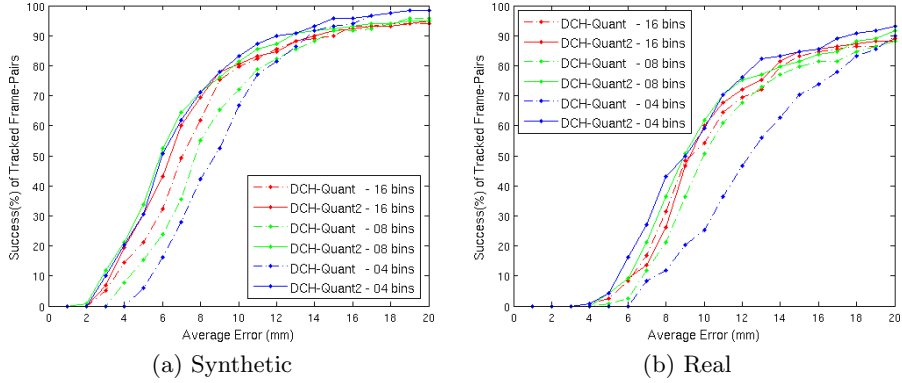 Success(%) of Tracked Frame-Pairs
100
90
80
70
60
50
40
30
20
10
0
0 2 4 6 8 10 12 14 16 18 20
Average Error (mm)
DCH-Quant - 16 bins
DCH-Quant2 - 16 bins
DCH-Quant - 08 bins
DCH-Quant2 - 08 bins
DCH-Quant - 04 bins
DCH-Quant2 - 04 bins
(a) Synthetic
Success(%) of Tracked Frame-Pairs
100
90
80
70
60
50
40
30
20
10
0
0 2 4 6 8 10 12 14 16 18 20
Average Error (mm)
DCH-Quant - 16 bins
DCH-Quant2 - 16 bins
DCH-Quant - 08 bins
DCH-Quant2 - 08 bins
DCH-Quant - 04 bins
DCH-Quant2 - 04 bins
(b) Real